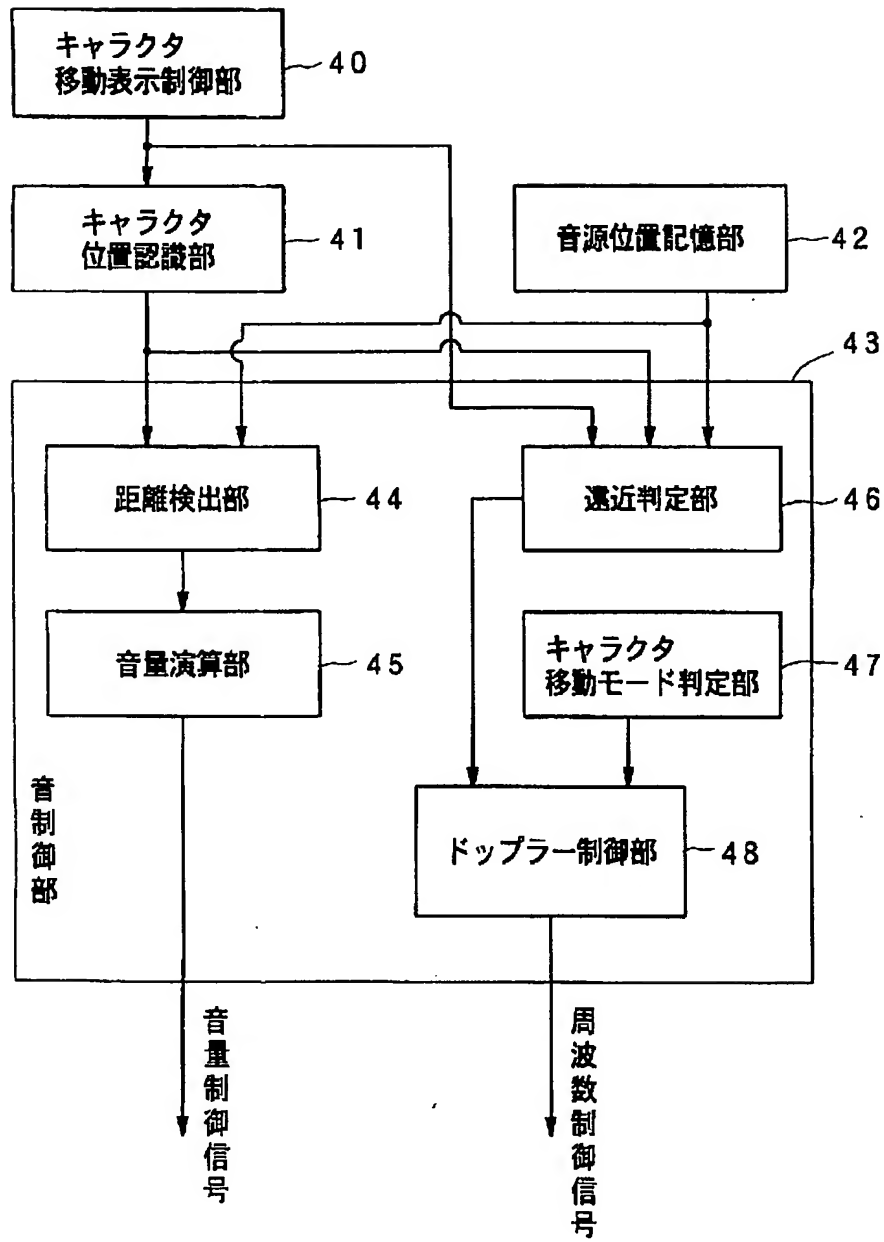 キャラクタ
移動表示制御部
40
キャラクタ
位置認識部
41
音源位置記憶部
42
43
距離検出部
44
遠近判定部
46
音量演算部
45
キャラクタ
移動モード判定部
47
ドップラー制御部
48
音制御部
音量制御信号
周波数制御信号